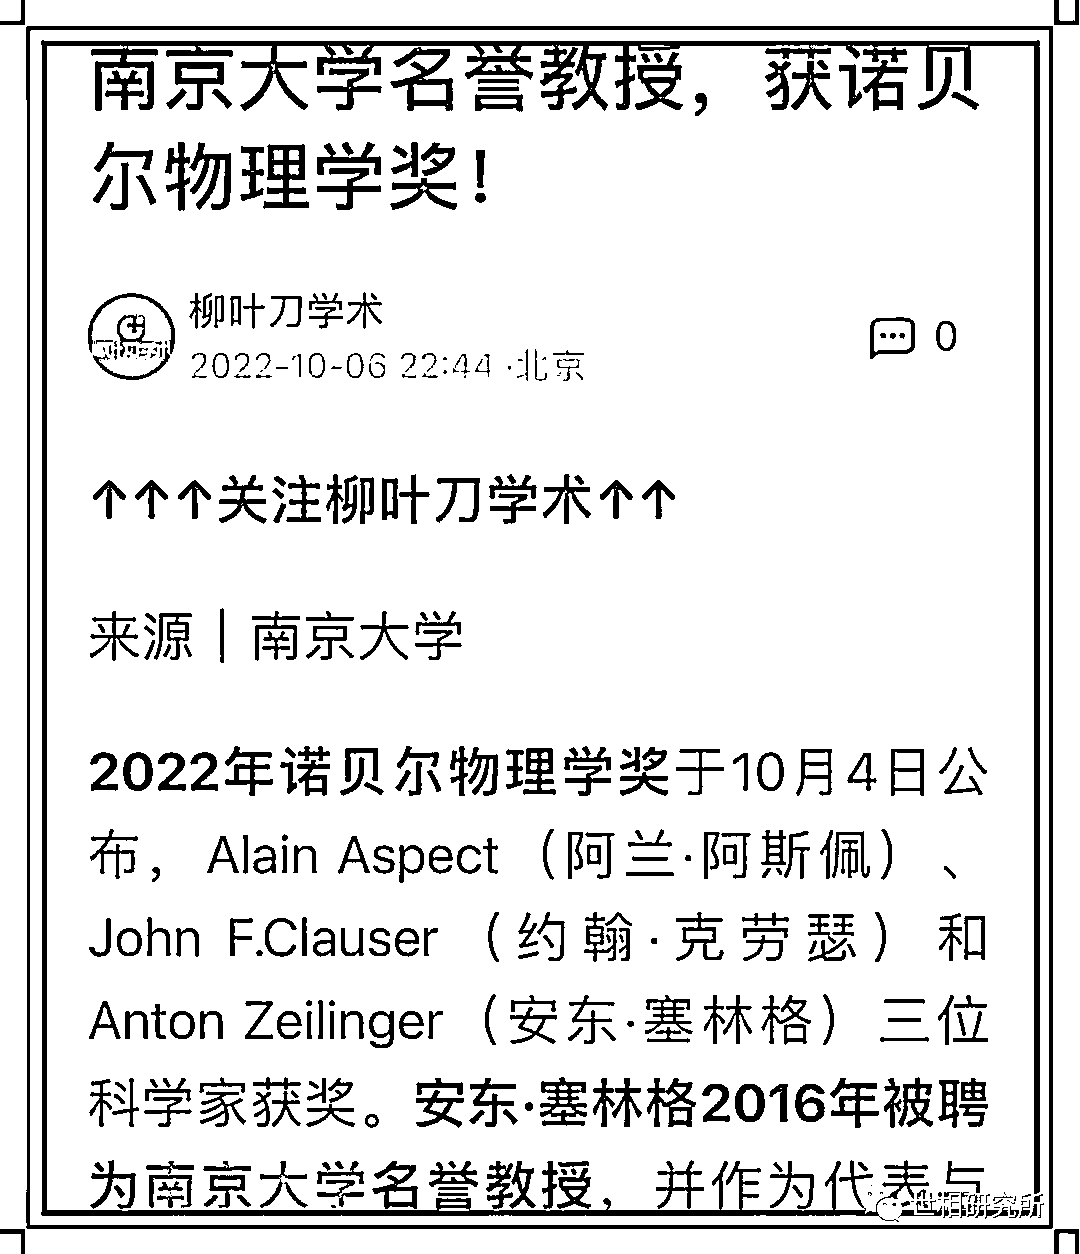 南京大学名誉教授，获诺贝
尔物理学奖！
柳叶刀学术
2022-10-06 22:44 ·北京
0
↑↑↑关注柳叶刀学术↑↑
来源｜南京大学
2022年诺贝尔物理学奖于10月4日公
布，Alain Aspect（阿兰·阿斯佩）、
John F.Clauser（约翰·克劳瑟）和
Anton Zeilinger（安东·塞林格）三位
科学家获奖。安东·塞林格2016年被聘
为南京大学名誉教授，并作为代表与
世相研究所